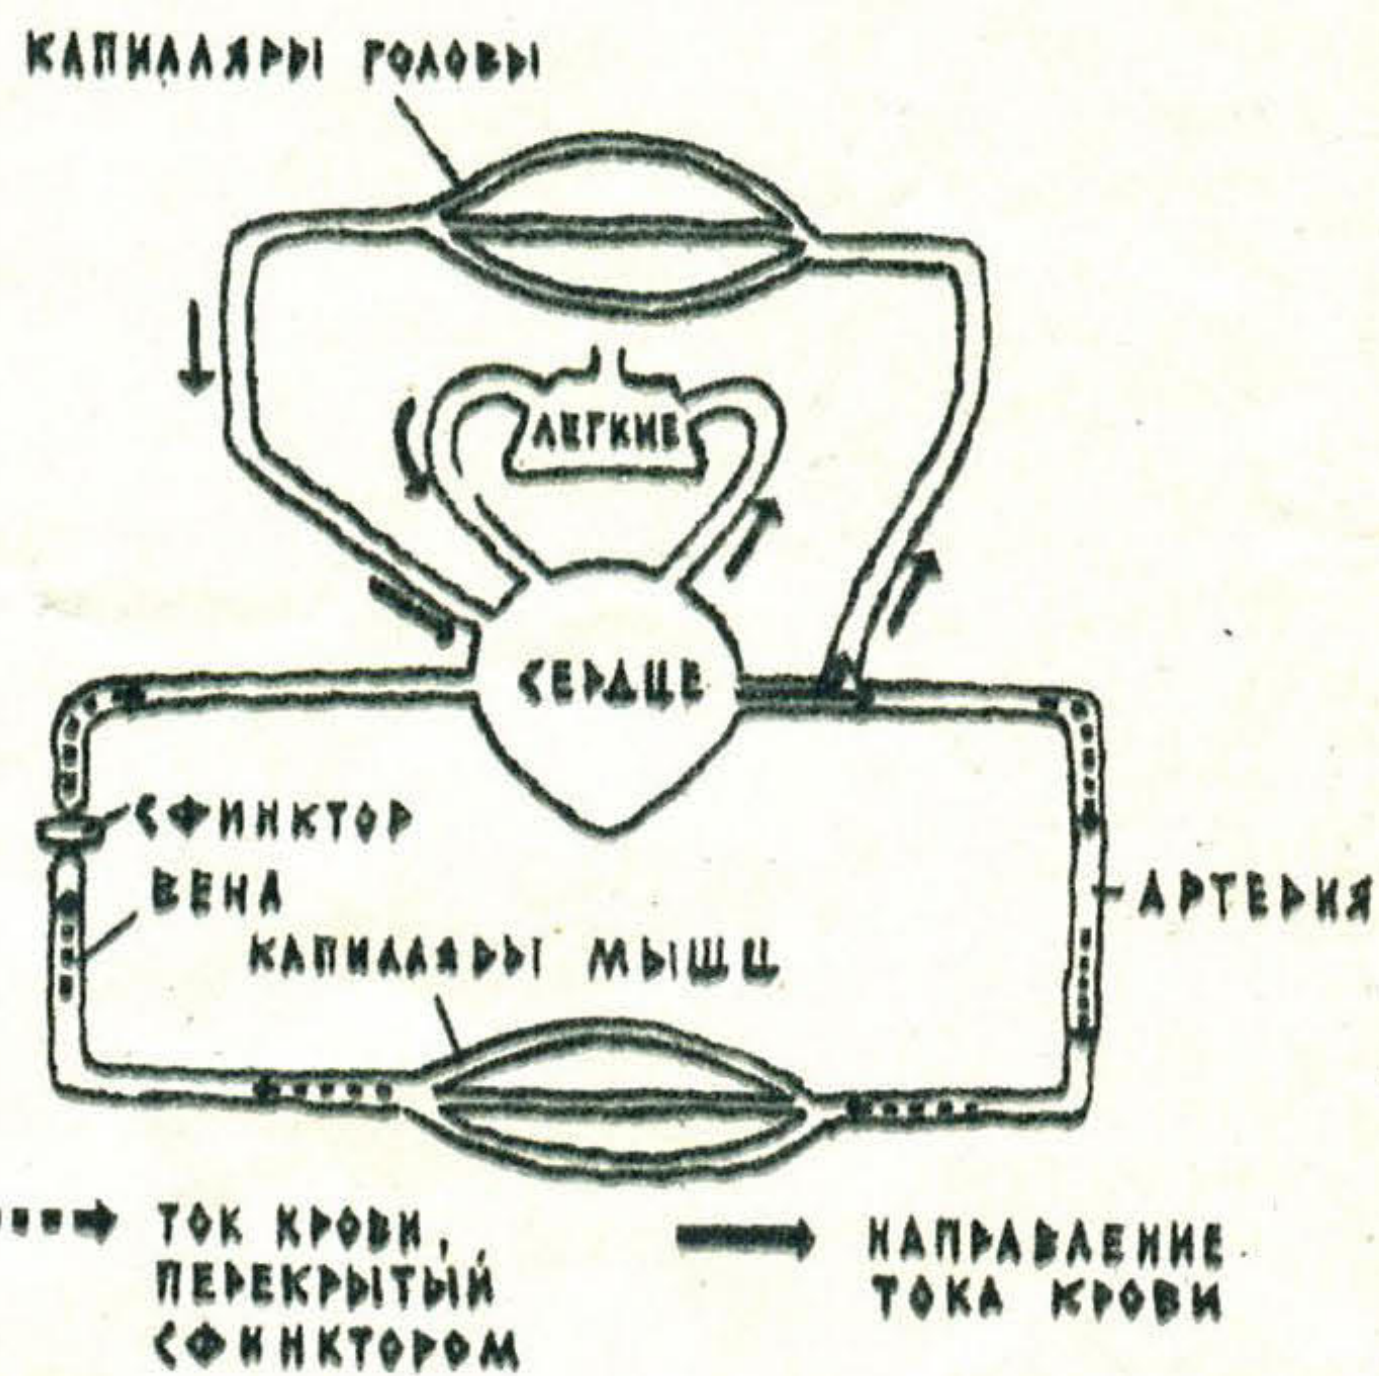 КАПИЛЛЯРЫ ГОЛОВЫ
ЛЕГКИЕ
СЕРДЦЕ
СФИНКТОР
ВЕНА
АРТЕРИЯ
КАПИЛЛЯРЫ МЫШЦ
ТОК КРОВИ,
ПЕРЕКРЫТЫЙ
СФИНКТОРОМ
НАПРАВЛЕНИЕ
ТОКА КРОВИ